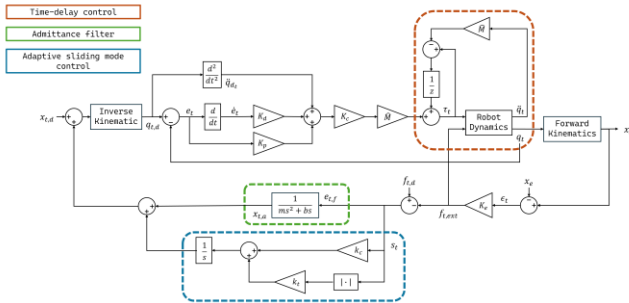 Time-delay control
Admittance filter
Adaptive sliding mode
control
M̄
1/z
d²/dt²
q̈_{d_t}
x_{t,d}
Inverse
Kinematic
q_{t,d}
e_t
d/dt
ė_t
K_d
K_p
K_c
M̄
τ_t
Robot
Dynamics
q̈_t
q_t
Forward
Kinematics
x
f_{t,d}
x_e
1/(ms² + bs)
e_{t,f}
x_{t,a}
f_{t,ext}
K_e
ϵ_t
1/s
k_c
s_t
k_t
|·|